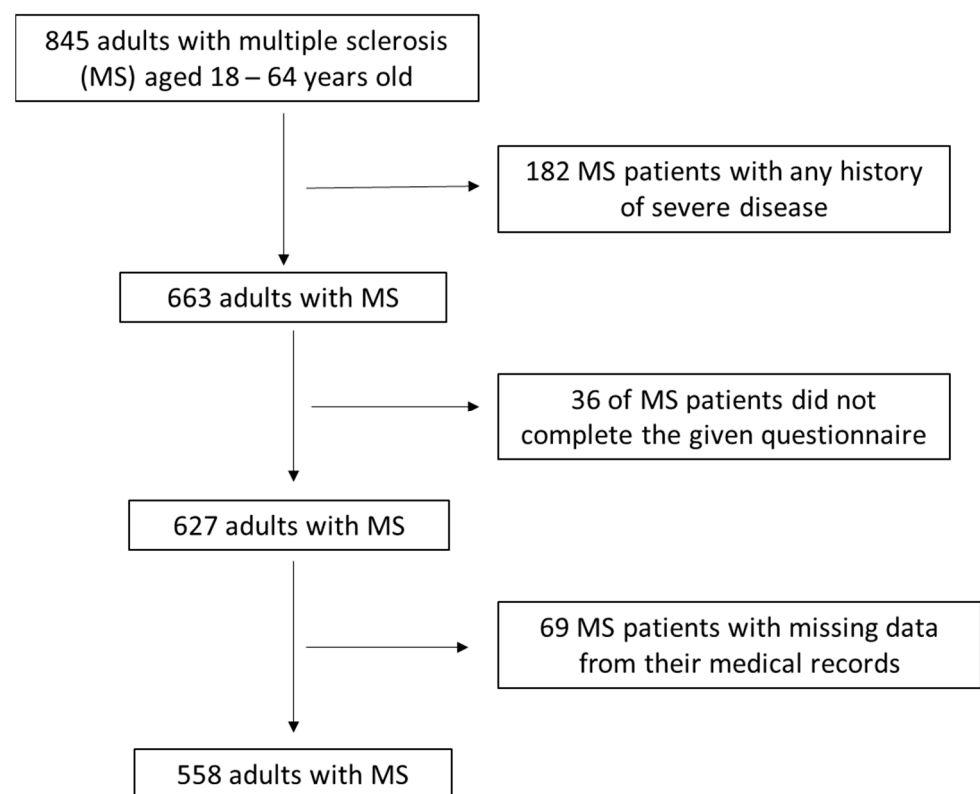 845 adults with multiple sclerosis
(MS) aged 18 – 64 years old
182 MS patients with any history
of severe disease
663 adults with MS
36 of MS patients did not
complete the given questionnaire
627 adults with MS
69 MS patients with missing data
from their medical records
558 adults with MS